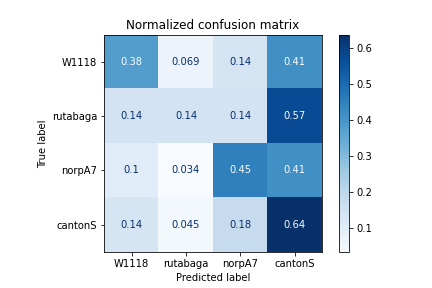 Normalized confusion matrix
True label
W1118 0.38 0.069 0.14 0.41
rutabaga 0.14 0.14 0.14 0.57
norpA7 0.1 0.034 0.45 0.41
cantonS 0.14 0.045 0.18 0.64
W1118 rutabaga norpA7 cantonS
Predicted label
0.6
0.5
0.4
0.3
0.2
0.1